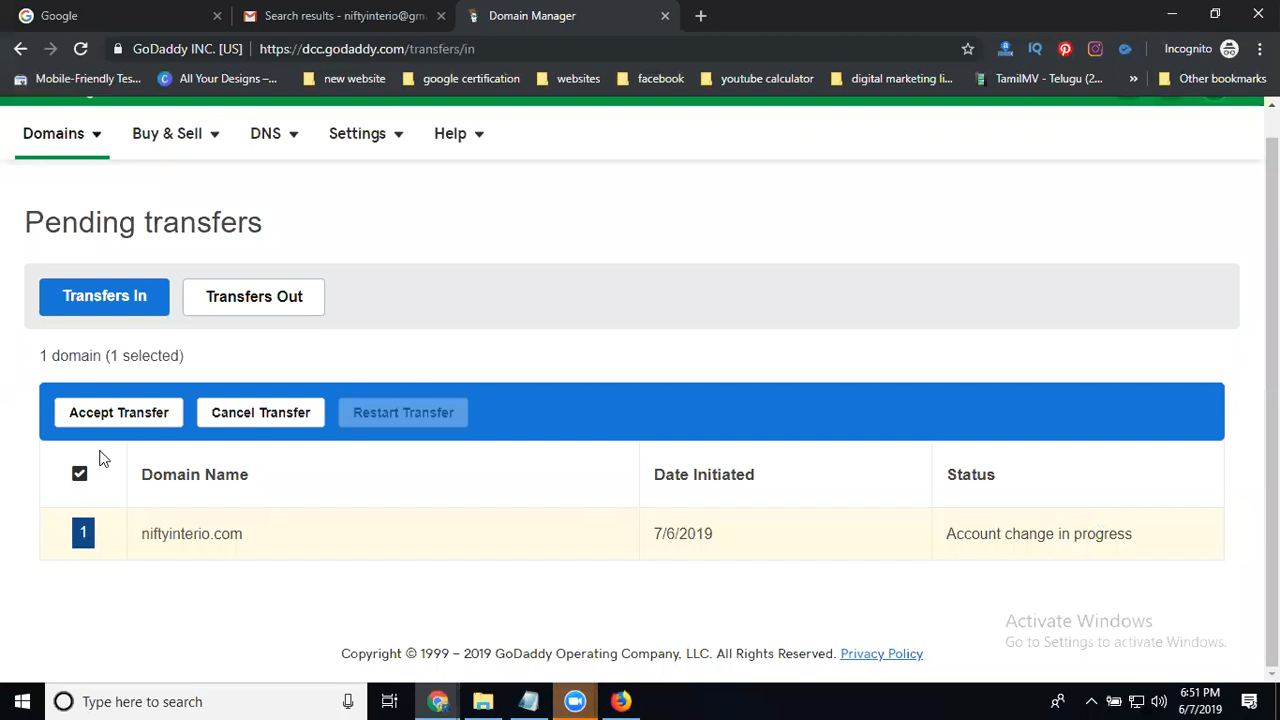 Google
Search results - niftyinterio@gm
Domain Manager
GoDaddy INC. [US]
https://dcc.godaddy.com/transfers/in
Incognito
Mobile-Friendly Tes...
All Your Designs –...
new website
google certification
websites
facebook
youtube calculator
digital marketing li...
TamilMV - Telugu (2...
Other bookmarks
Domains
Buy & Sell
DNS
Settings
Help
Pending transfers
Transfers In
Transfers Out
1 domain (1 selected)
Accept Transfer
Cancel Transfer
Restart Transfer
Domain Name
Date Initiated
Status
1
niftyinterio.com
7/6/2019
Account change in progress
Activate Windows
Go to Settings to activate Windows.
Copyright © 1999 – 2019 GoDaddy Operating Company, LLC. All Rights Reserved. Privacy Policy
Type here to search
6:51 PM
6/7/2019